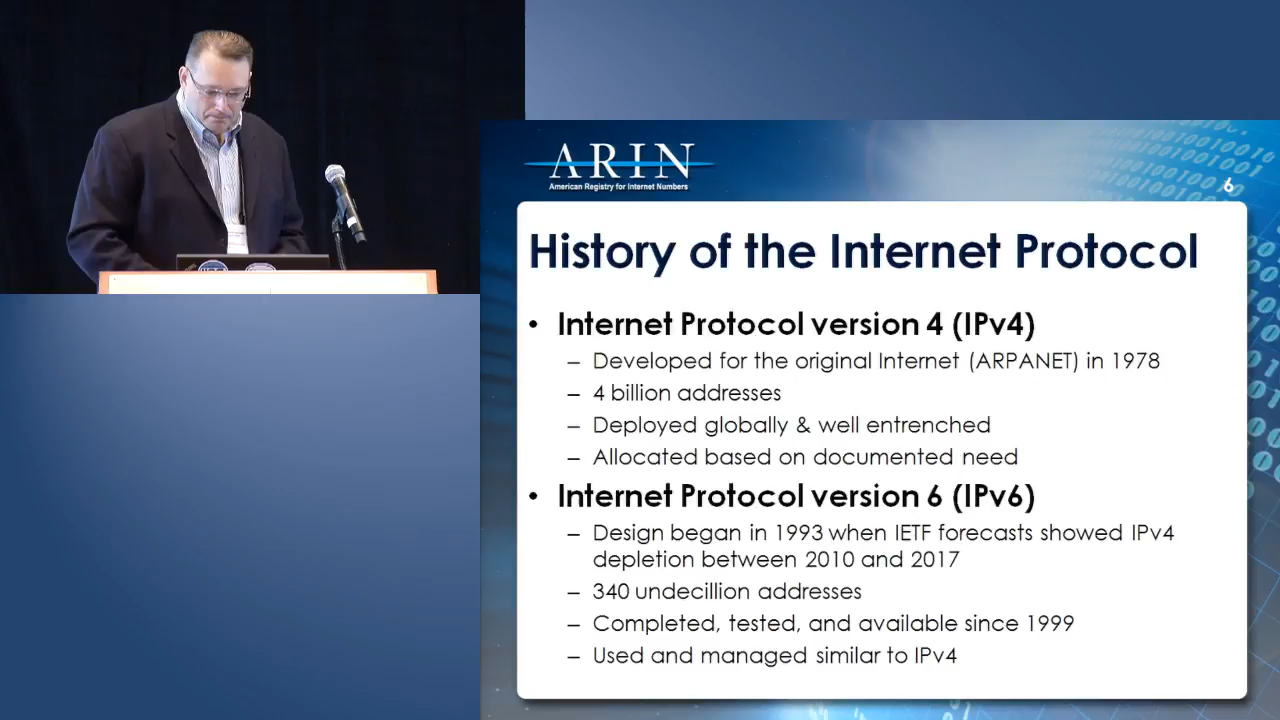 ARIN
American Registry for Internet Numbers
6
History of the Internet Protocol
• Internet Protocol version 4 (IPv4)
– Developed for the original Internet (ARPANET) in 1978
– 4 billion addresses
– Deployed globally & well entrenched
– Allocated based on documented need
• Internet Protocol version 6 (IPv6)
– Design began in 1993 when IETF forecasts showed IPv4
depletion between 2010 and 2017
– 340 undecillion addresses
– Completed, tested, and available since 1999
– Used and managed similar to IPv4